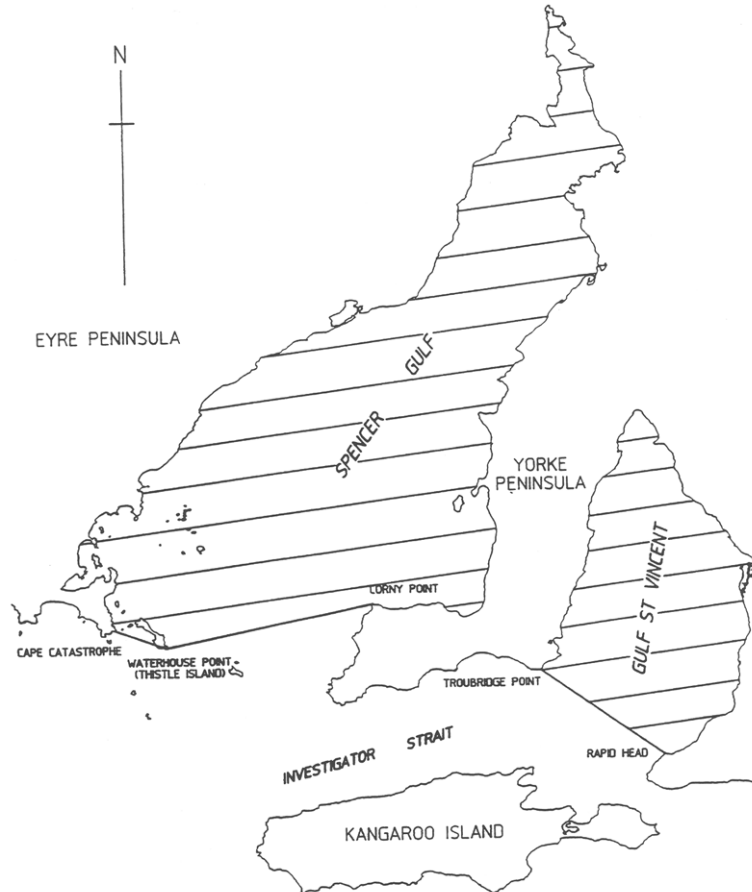 N
EYRE PENINSULA
SPENCER GULF
YORKE
PENINSULA
GULF ST VINCENT
CORNY POINT
CAPE CATASTROPHE
WATERHOUSE POINT
(THISTLE ISLAND)
TROUBRIDGE POINT
INVESTIGATOR STRAIT
RAPID HEAD
KANGAROO ISLAND